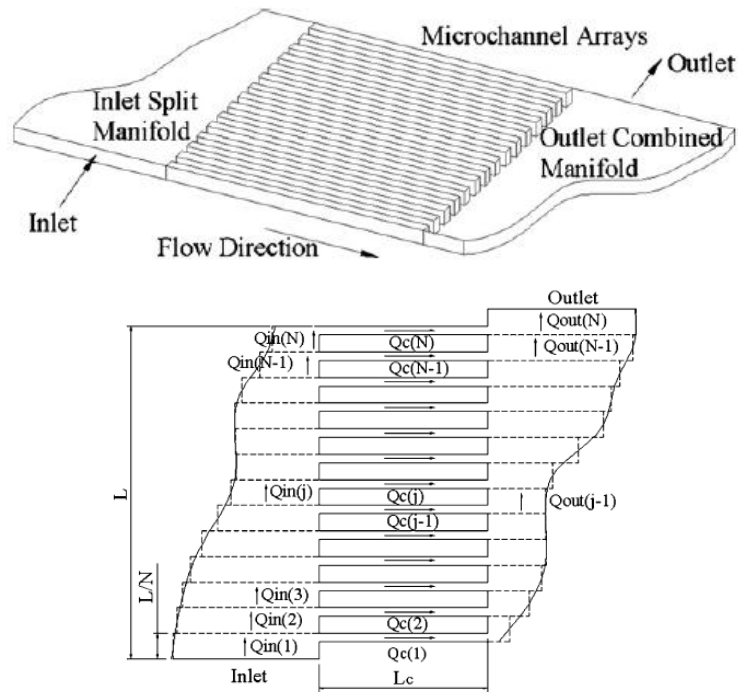 Microchannel Arrays
Outlet
Inlet Split
Manifold
Outlet Combined
Manifold
Inlet
Flow Direction
Outlet
Qout(N)
Qin(N)
Qc(N)
Qout(N-1)
Qin(N-1)
Qc(N-1)
L
Qin(j)
Qc(j)
Qout(j-1)
Qc(j-1)
L/N
Qin(3)
Qin(2)
Qc(2)
Qin(1)
Qc(1)
Inlet
Lc